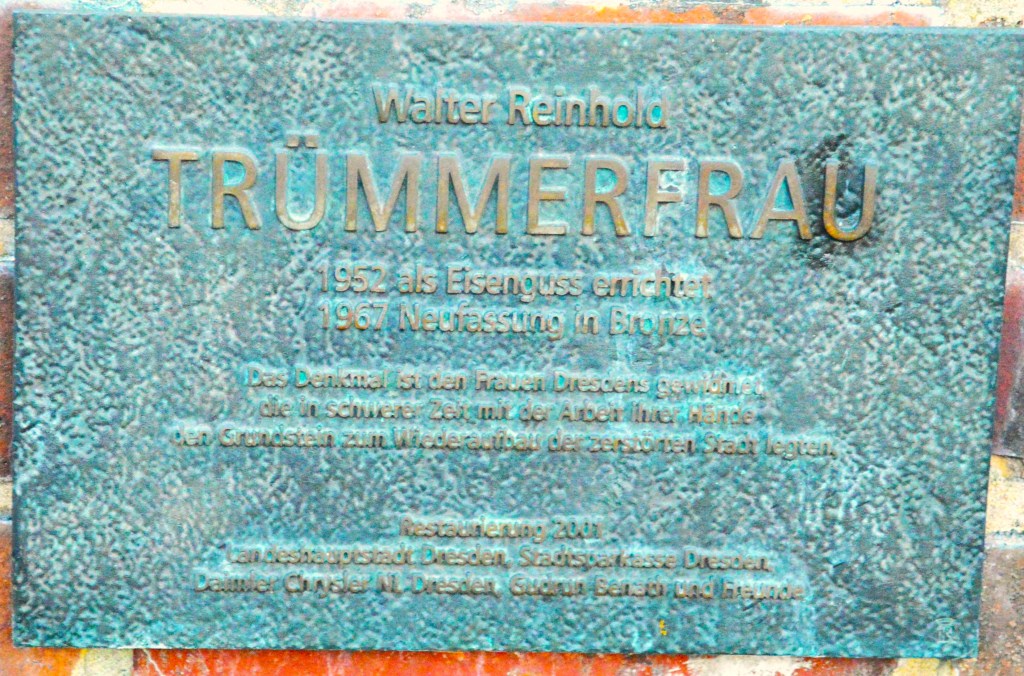 Walter Reinhold
TRÜMMERFRAU
1952 als Eisenguss errichtet
1967 Neufassung in Bronze
Das Denkmal ist den Frauen Dresdens gewidmet,
die in schwerer Zeit mit der Arbeit ihrer Hände
den Grundstein zum Wiederaufbau der zerstörten Stadt legten.
Restaurierung 2001
Landeshauptstadt Dresden, Stadtsparkasse Dresden,
Daimler Chrysler NL Dresden, Gudrun Benath und Freunde